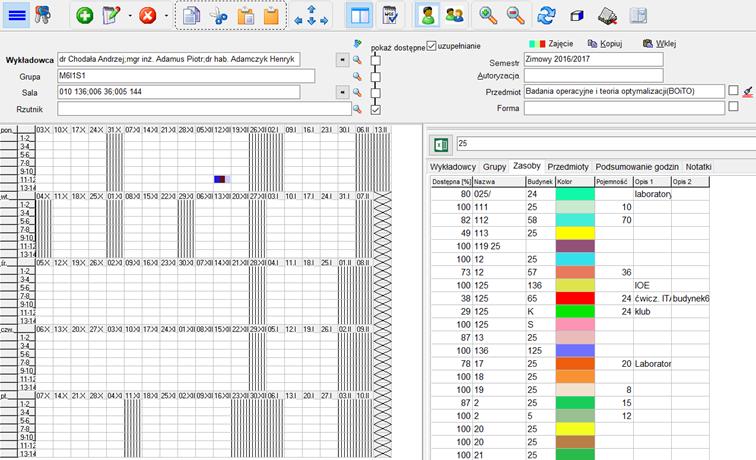 pokaż dostępne
uzupełnianie
Zajęcie
Kopiuj
Wklej
Wykładowca
dr Chodała Andrzej;mgr inż. Adamus Piotr;dr hab. Adamczyk Henryk
Grupa
M6I1S1
Sala
010 136;006 36;005 144
Rzutnik
Semestr
Zimowy 2016/2017
Autoryzacja
Przedmiot
Badania operacyjne i teoria optymalizacji(BOiTO)
Forma
pon. 03.X 10.X 17.X 24.X 31.X 07.XI 14.XI 21.XI 28.XI 05.XII 12.XII 19.XII 26.XII 02.I 09.I 16.I 23.I 30.I 06.II 13.II
1-2
3-4
5-6
7-8
9-10
11-12
13-14
wt. 04.X 11.X 18.X 25.X 01.XI 08.XI 15.XI 22.XI 29.XI 06.XII 13.XII 20.XII 27.XII 03.I 10.I 17.I 24.I 31.I 07.II
1-2
3-4
5-6
7-8
9-10
11-12
13-14
śr. 05.X 12.X 19.X 26.X 02.XI 09.XI 16.XI 23.XI 30.XI 07.XII 14.XII 21.XII 28.XII 04.I 11.I 18.I 25.I 01.II 08.II
1-2
3-4
5-6
7-8
9-10
11-12
13-14
czw. 06.X 13.X 20.X 27.X 03.XI 10.XI 17.XI 24.XI 01.XII 08.XII 15.XII 22.XII 29.XII 05.I 12.I 19.I 26.I 02.II 09.II
1-2
3-4
5-6
7-8
9-10
11-12
13-14
pt. 07.X 14.X 21.X 28.X 04.XI 11.XI 18.XI 25.XI 02.XII 09.XII 16.XII 23.XII 30.XII 06.I 13.I 20.I 27.I 03.II 10.II
1-2
3-4
5-6
7-8
9-10
11-12
13-14
25
Wykładowcy Grupy Zasoby Przedmioty Podsumowanie godzin Notatki
Dostępna [%] Nazwa Budynek Kolor Pojemność Opis 1 Opis 2
80 025/ 24 laboratory
100 111 25 10
82 112 58 70
49 113 25
100 119 25
100 12 25
73 12 57 36
100 125 136 IOE
38 125 65 24 ćwicz. ITA budynek6
29 125 K 24 klub
100 125 S
87 13 25
100 136 125
78 17 25 20 Laborator
100 18 25
100 19 25 8
87 2 25 15
100 2 5 12
100 20 25
100 20 25
100 21 25